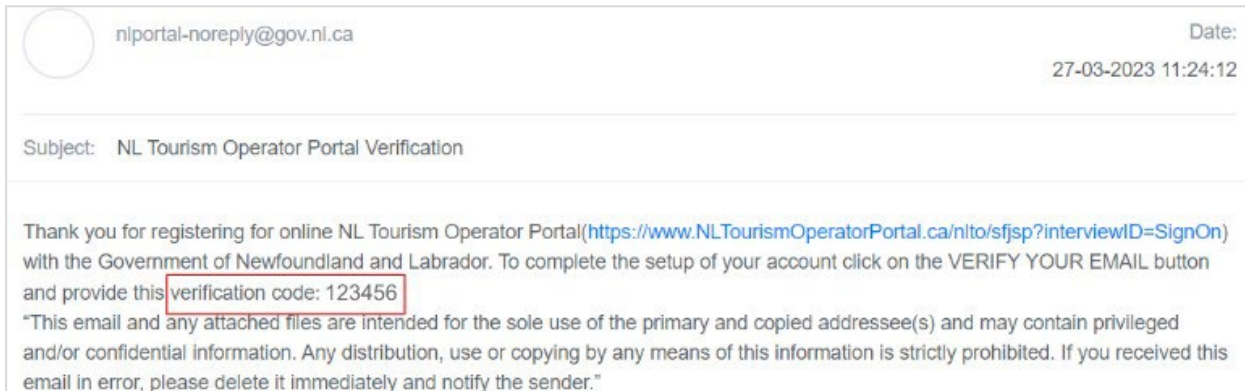 nlportal-noreply@gov.nl.ca
Date:
27-03-2023 11:24:12
Subject: NL Tourism Operator Portal Verification
Thank you for registering for online NL Tourism Operator Portal(https://www.NLTourismOperatorPortal.ca/nlto/sfjsp?interviewID=SignOn)
with the Government of Newfoundland and Labrador. To complete the setup of your account click on the VERIFY YOUR EMAIL button
and provide this verification code: 123456
“This email and any attached files are intended for the sole use of the primary and copied addressee(s) and may contain privileged
and/or confidential information. Any distribution, use or copying by any means of this information is strictly prohibited. If you received this
email in error, please delete it immediately and notify the sender.”